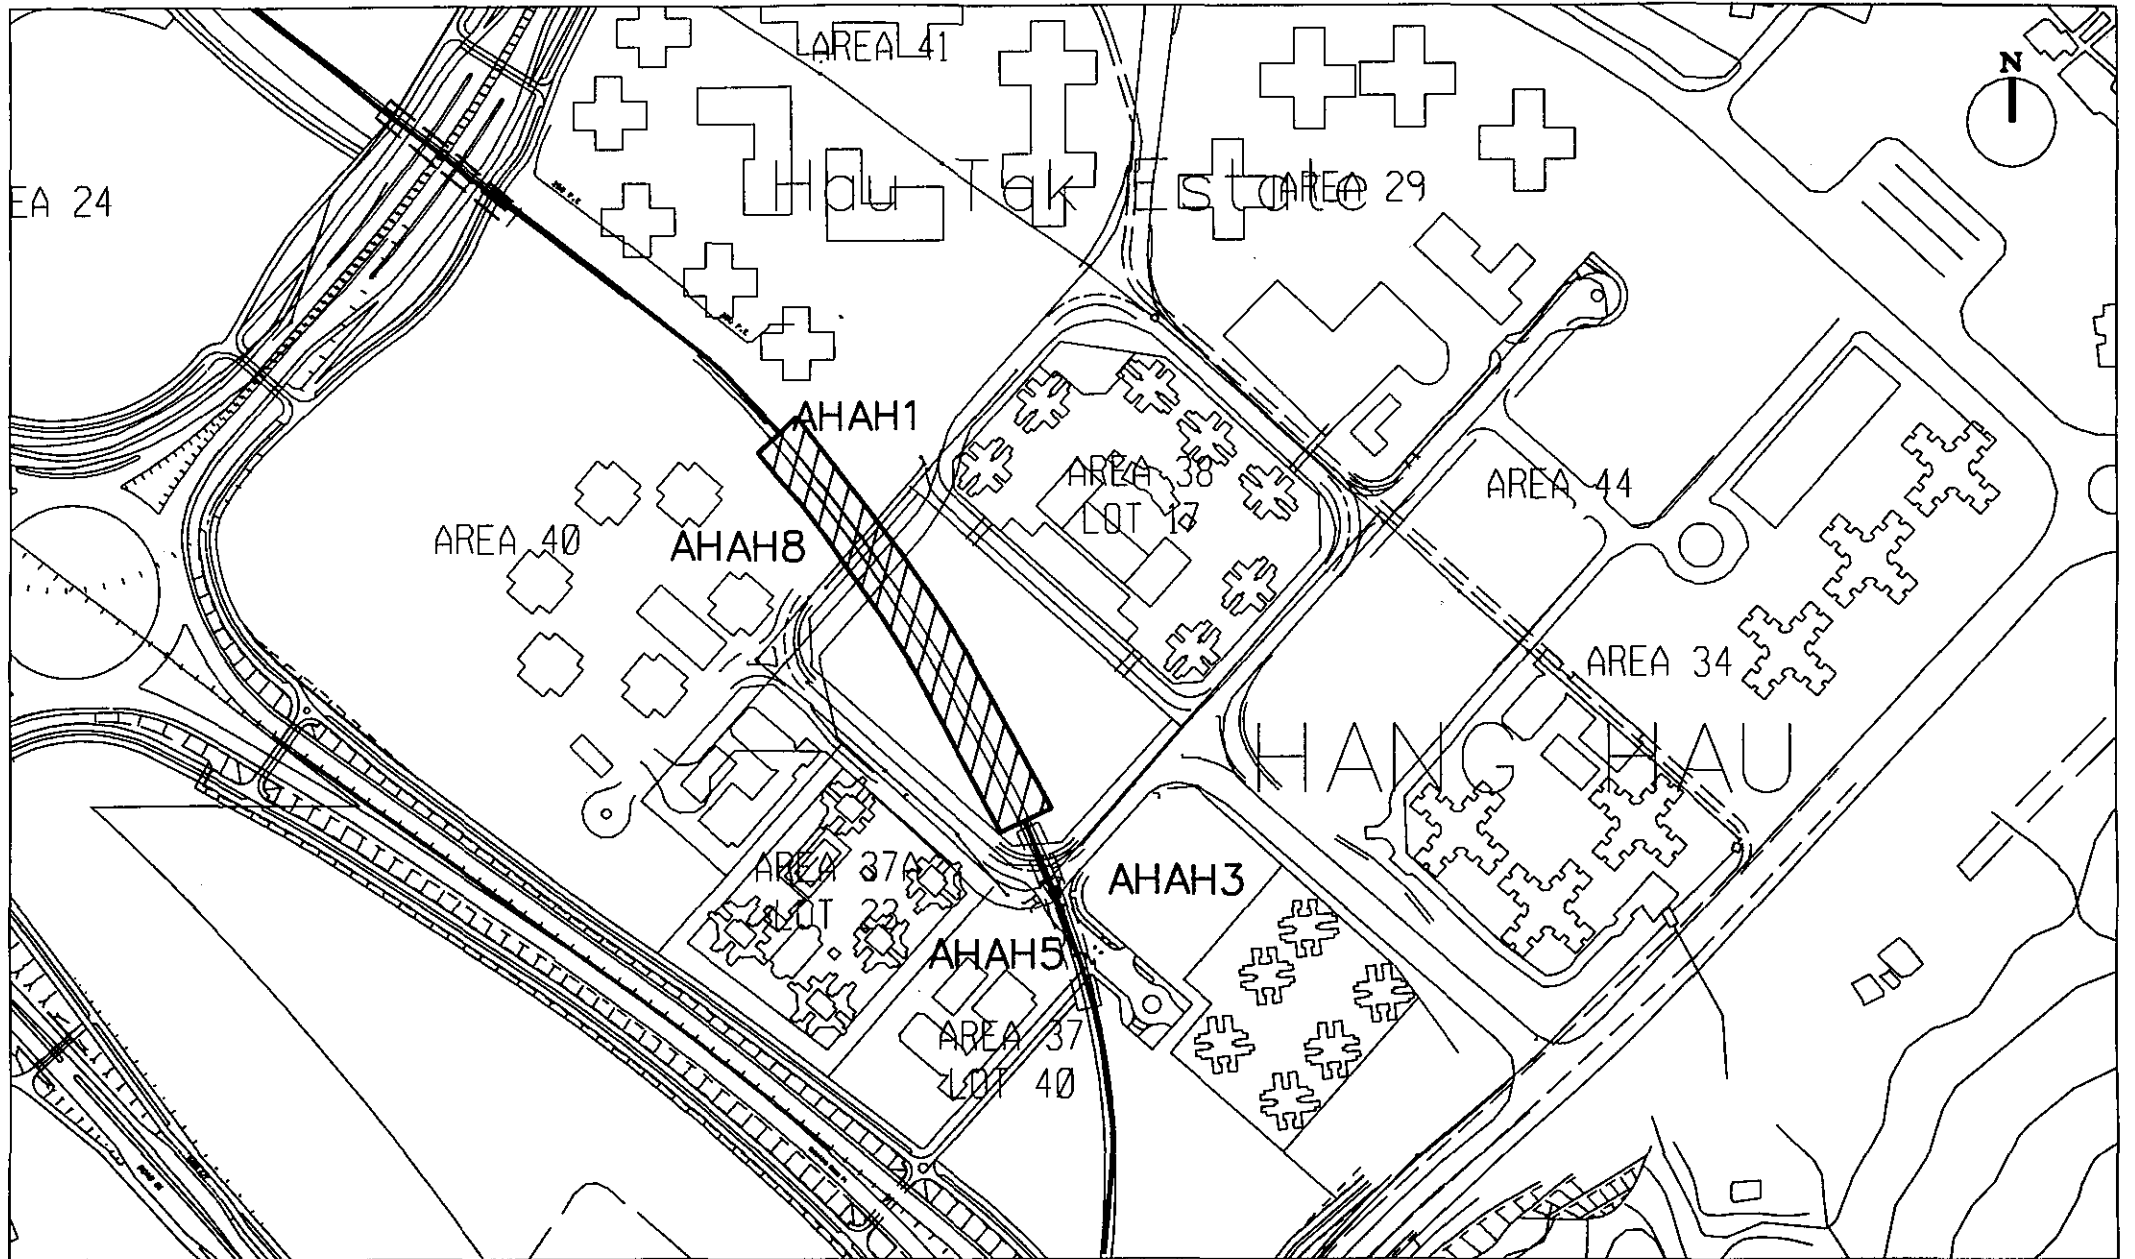 AREA 41
N
EA 24
Hau Tak Estate
AREA 29
AHAH1
AREA 38
LOT 17
AREA 44
AREA 40
AHAH8
AREA 34
HANG HAU
AREA 37A
LOT 22
AHAH3
AHAH5
AREA 37
LOT 40